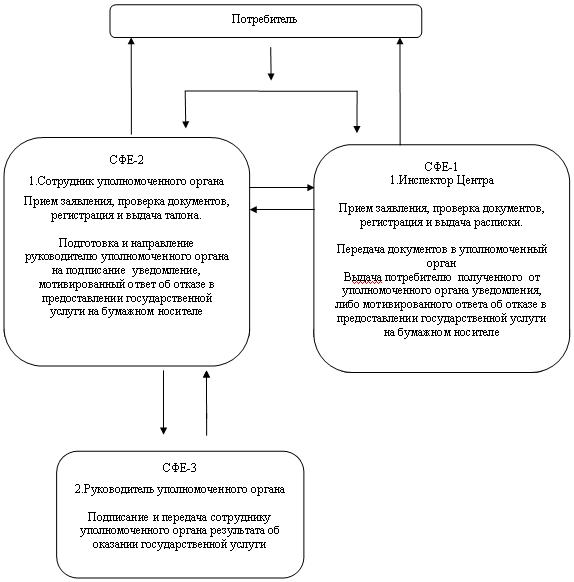 Потребитель
СФЕ-2
1.Сотрудник уполномоченного органа
Прием заявления, проверка документов,
регистрация и выдача талона.
Подготовка и направление
руководителю уполномоченного органа
на подписание уведомление,
мотивированный ответ об отказе в
предоставлении государственной
услуги на бумажном носителе
СФЕ-1
1.Инспектор Центра
Прием заявления, проверка документов,
регистрация и выдача расписки.
Передача документов в уполномоченный
орган
Выдача потребителю полученного от
уполномоченного органа уведомления,
либо мотивированного ответа об отказе в
предоставлении государственной услуги
на бумажном носителе
СФЕ-3
2.Руководитель уполномоченного органа
Подписание и передача сотруднику
уполномоченного органа результата об
оказании государственной услуги